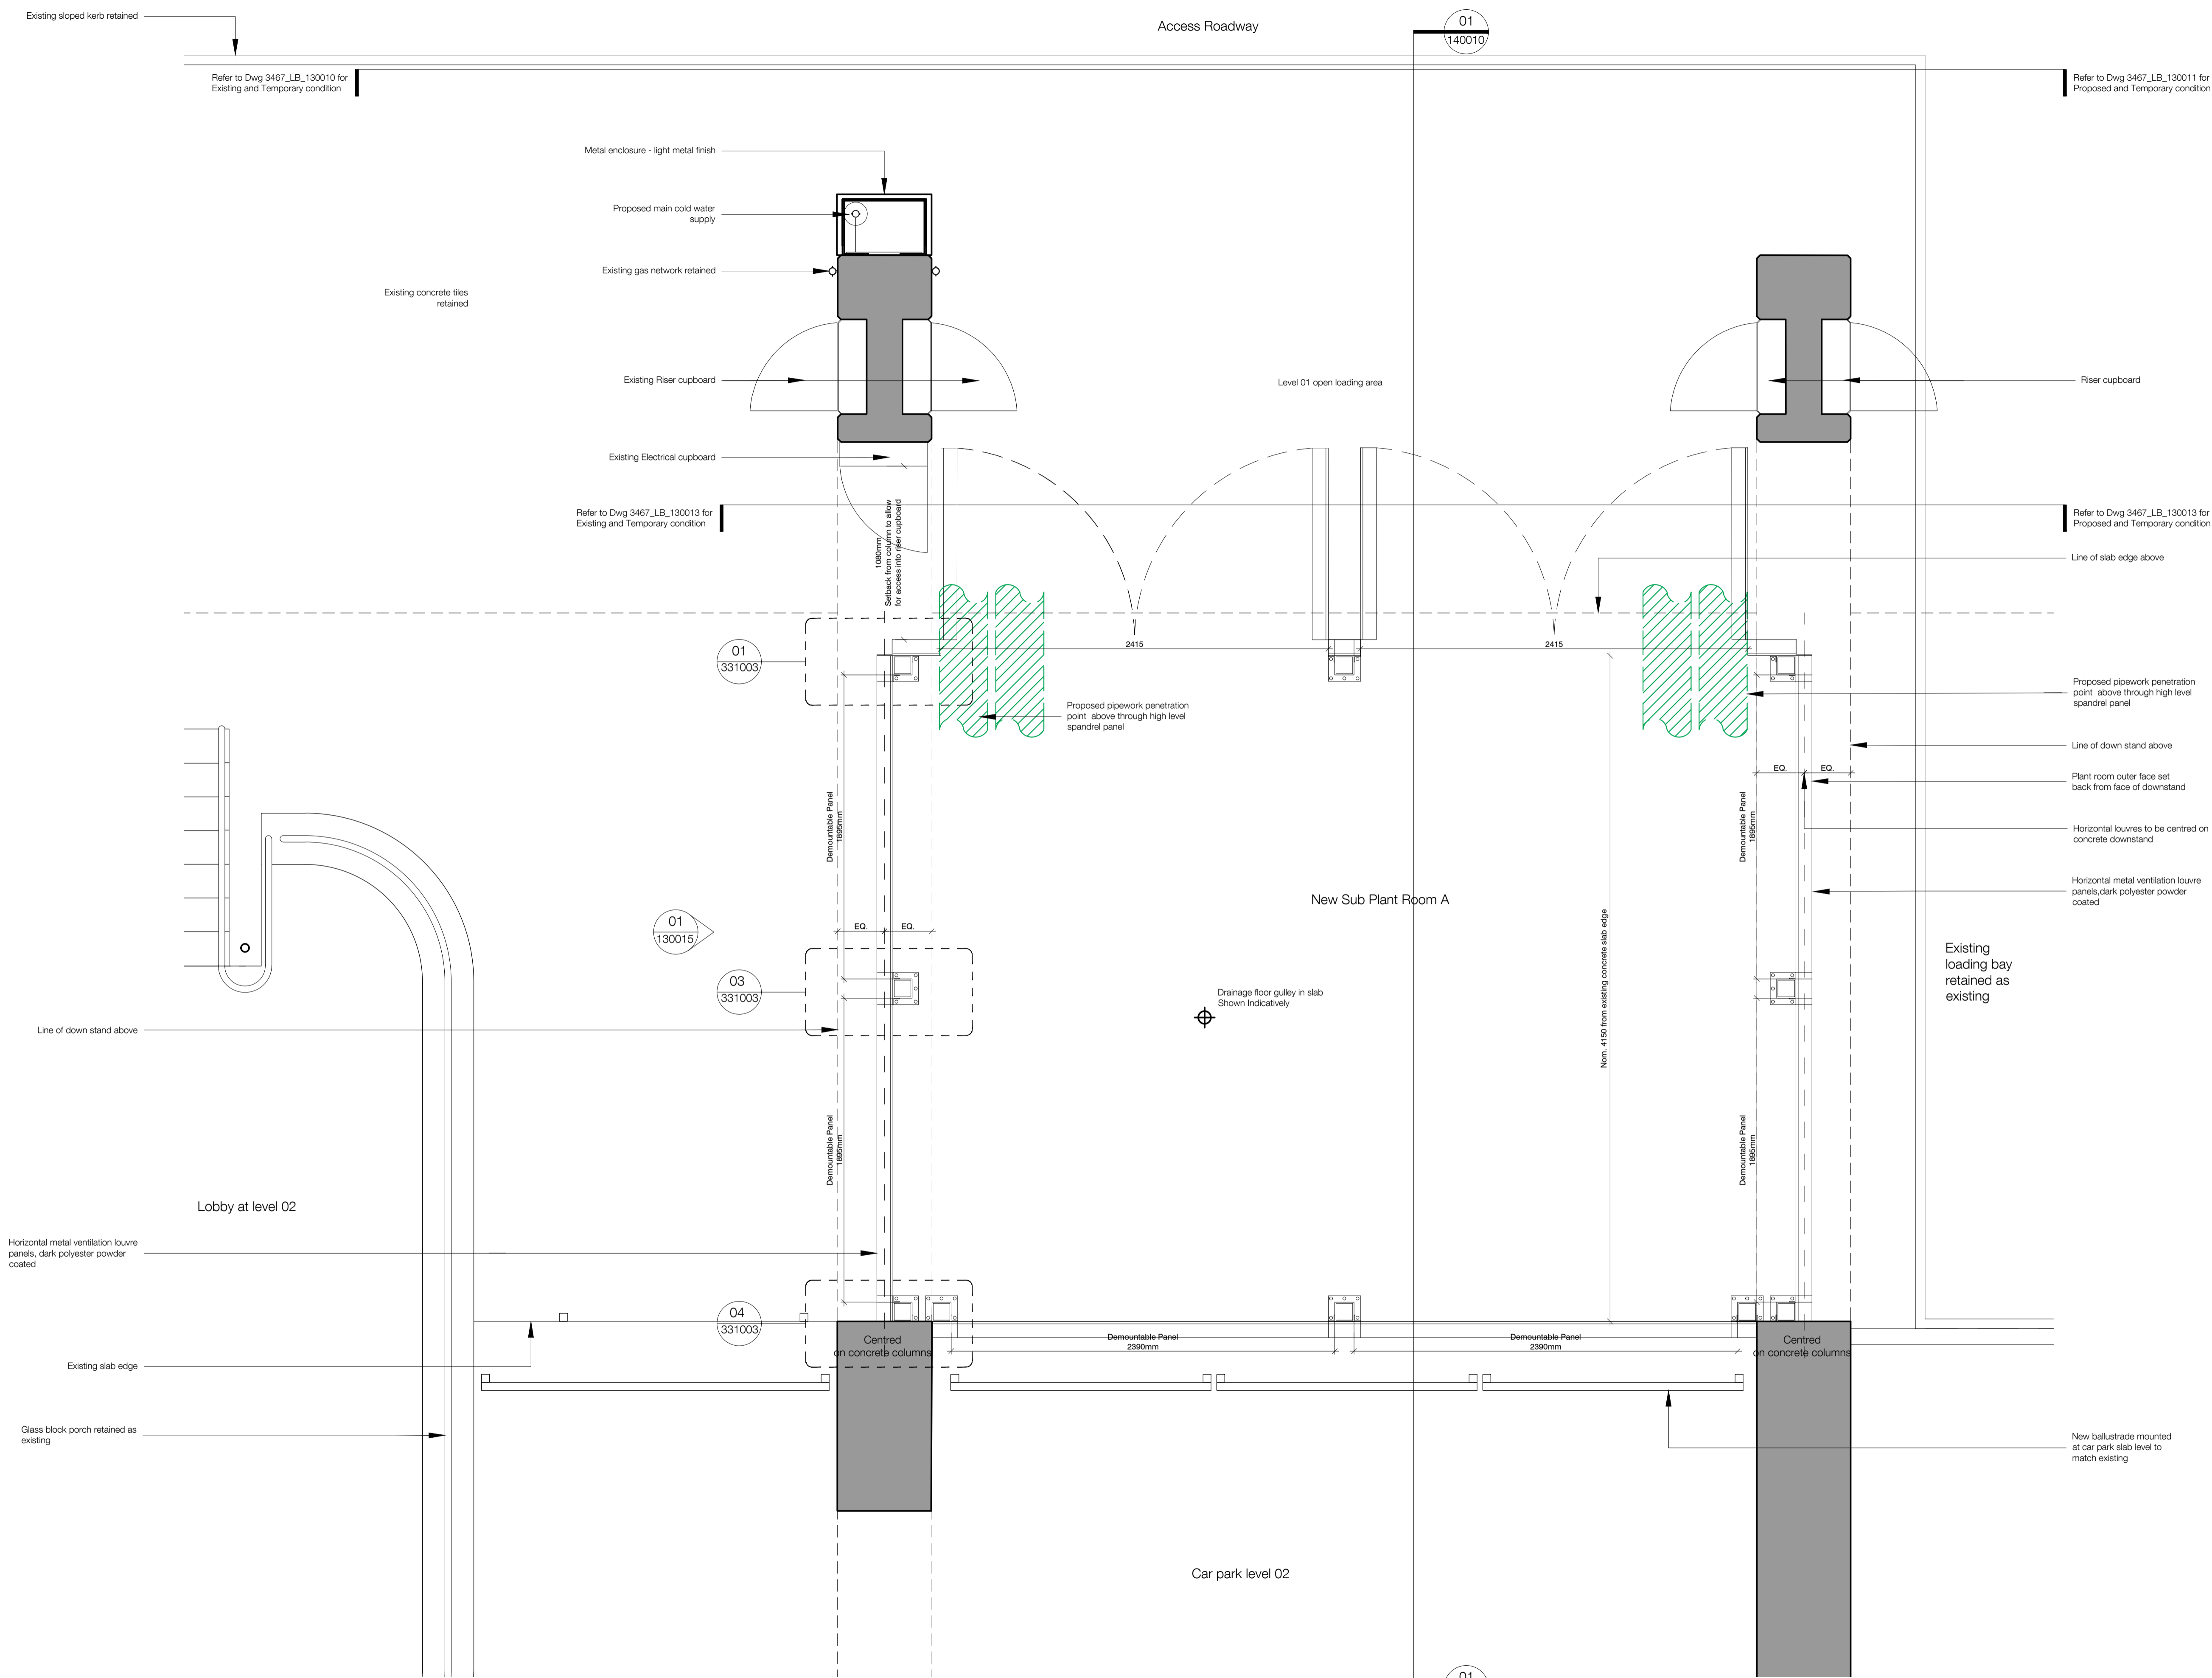 Existing sloped kerb retained
Access Roadway
01
140010
Refer to Dwg 3467_LB_130010 for
Existing and Temporary condition
Refer to Dwg 3467_LB_130011 for
Proposed and Temporary condition
Metal enclosure - light metal finish
Proposed main cold water
supply
Existing gas network retained
Existing concrete tiles
retained
Existing Riser cupboard
Level 01 open loading area
Riser cupboard
Existing Electrical cupboard
1080mm
Setback from column to allow
for access into riser cupboard
Refer to Dwg 3467_LB_130013 for
Existing and Temporary condition
Refer to Dwg 3467_LB_130013 for
Proposed and Temporary condition
Line of slab edge above
01
331003
2415
2415
Proposed pipework penetration
point above through high level
spandrel panel
Proposed pipework penetration
point above through high level
spandrel panel
Line of down stand above
EQ.
EQ.
Plant room outer face set
back from face of downstand
Demountable Panel
1895mm
Demountable Panel
1895mm
Horizontal louvres to be centred on
concrete downstand
Horizontal metal ventilation louvre
panels,dark polyester powder
coated
New Sub Plant Room A
01
130015
EQ.
EQ.
Nom. 4150 from existing concrete slab edge
Existing
loading bay
retained as
existing
03
331003
Drainage floor gulley in slab
Shown Indicatively
Line of down stand above
Demountable Panel
1895mm
Demountable Panel
1895mm
Lobby at level 02
Horizontal metal ventilation louvre
panels, dark polyester powder
coated
04
331003
Centred
on concrete columns
Demountable Panel
2390mm
Demountable Panel
2390mm
Centred
on concrete columns
Existing slab edge
Glass block porch retained as
existing
New ballustrade mounted
at car park slab level to
match existing
Car park level 02
01